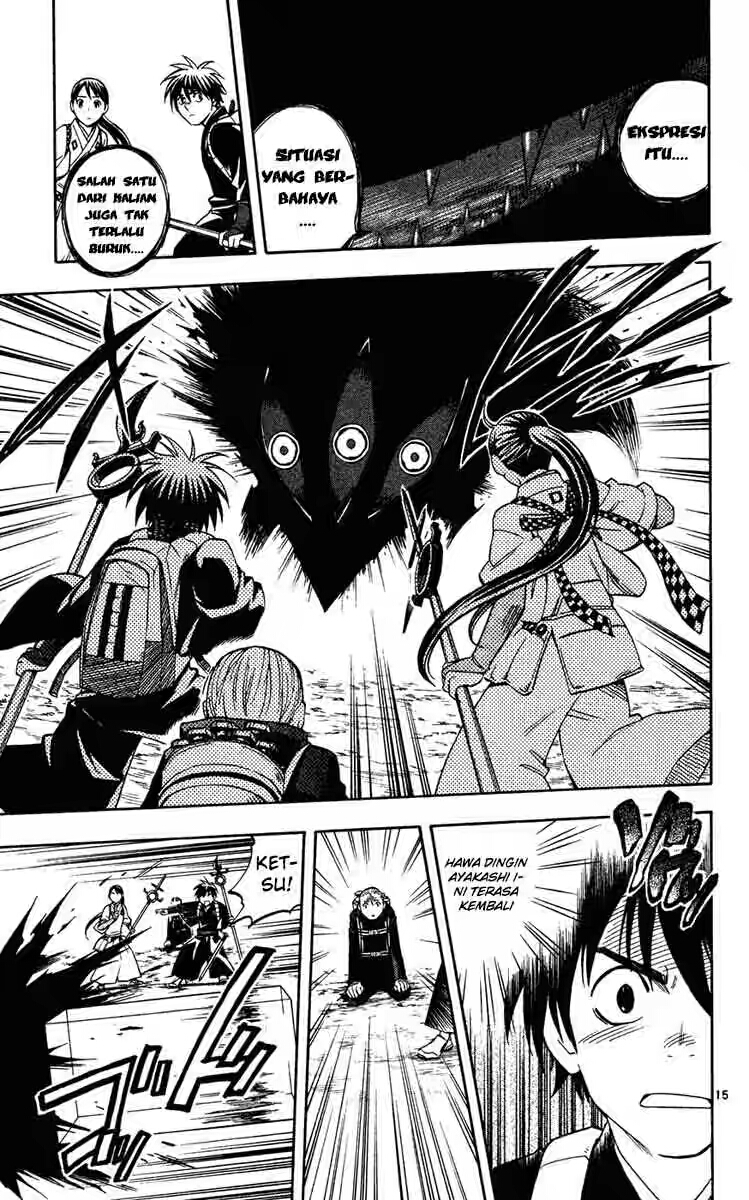 EKSPRESI
ITU....
SITUASI
YANG BER-
BAHAYA
....
SALAH SATU
DARI KALIAN
JUGA TAK
TERLALU
BURUK....
HAWA DINGIN
AYAKASHI I-
NI TERASA
KEMBALI
KET-
SU!
15